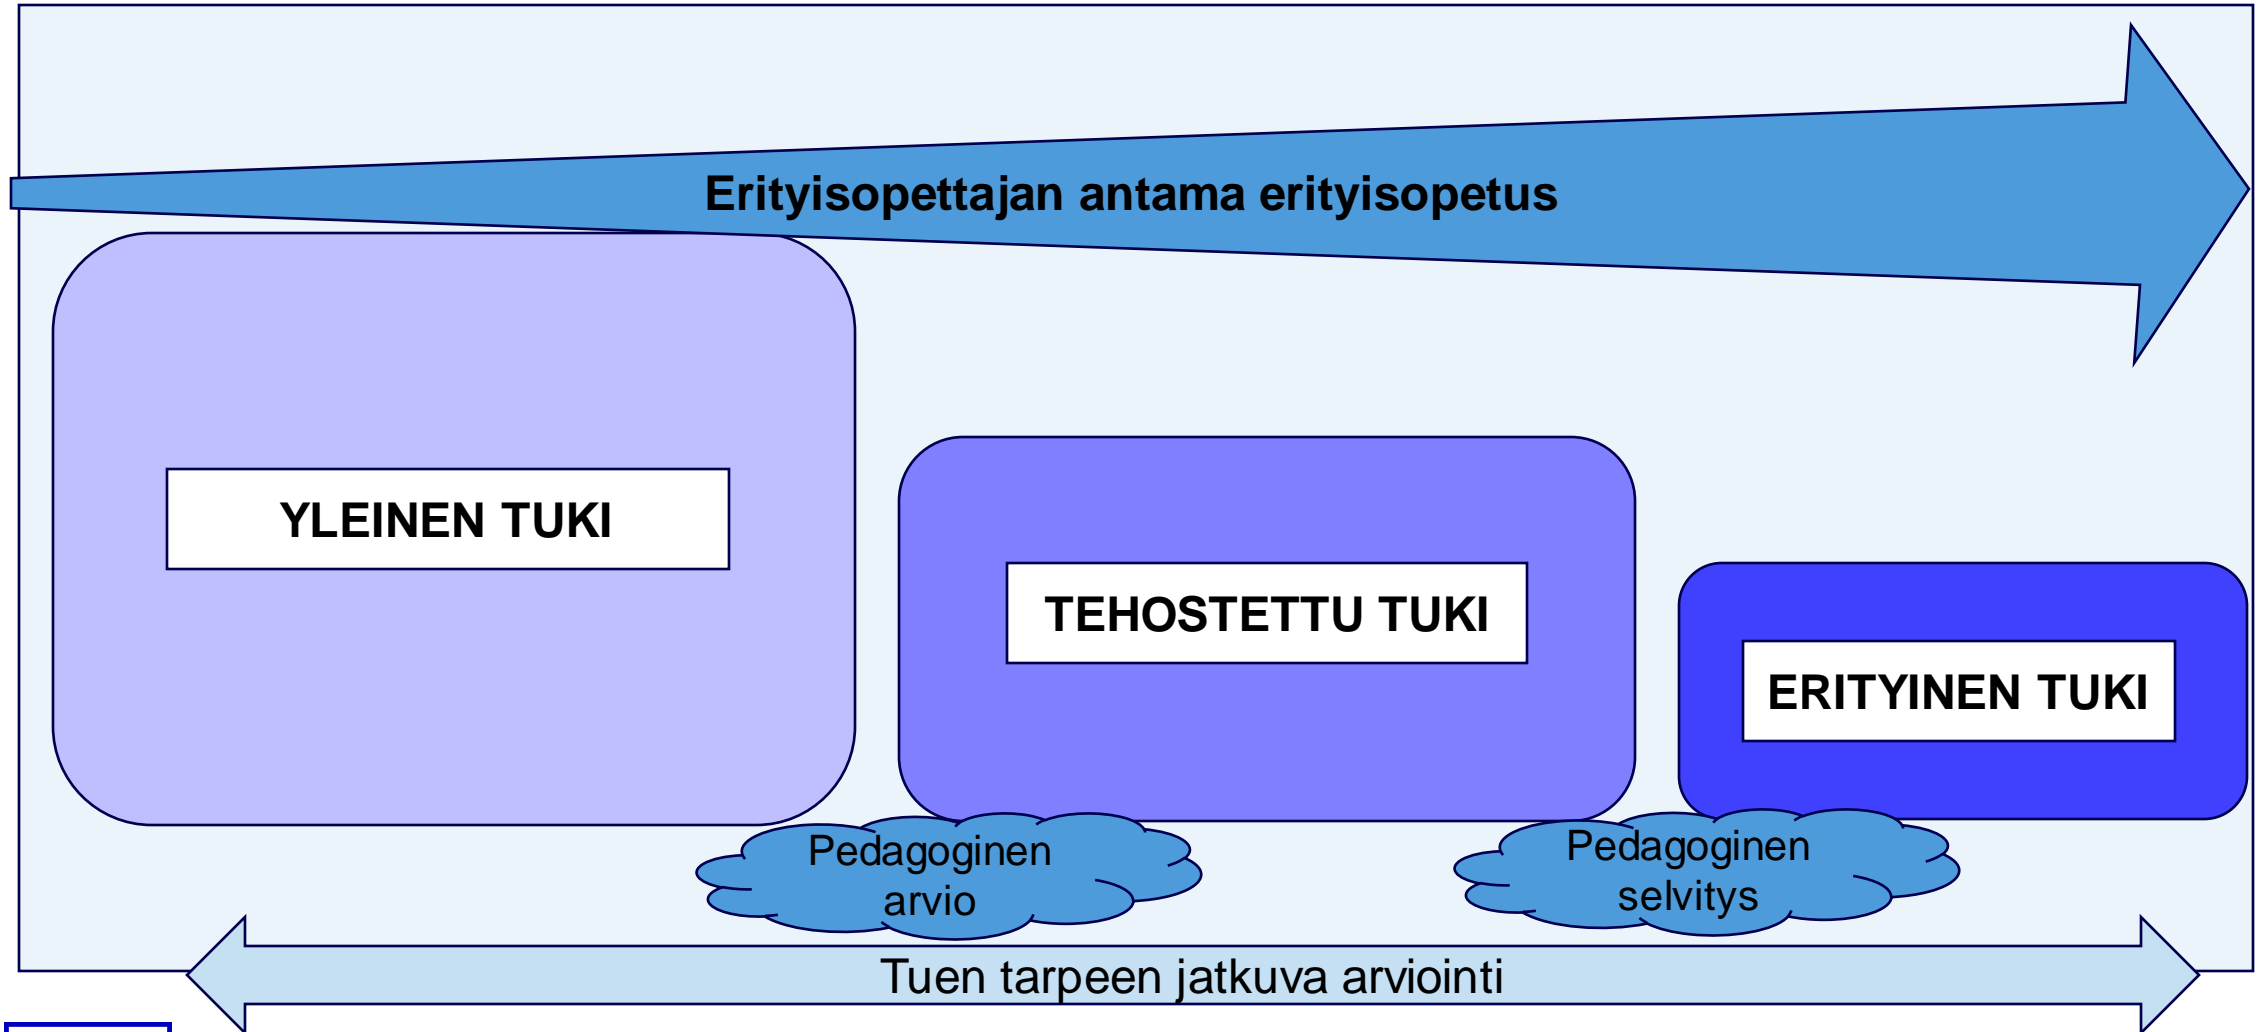 Erityisopettajan antama erityisopetus
YLEINEN TUKI
TEHOSTETTU TUKI
ERITYINEN TUKI
Pedagoginen
arvio
Pedagoginen
selvitys
Tuen tarpeen jatkuva arviointi